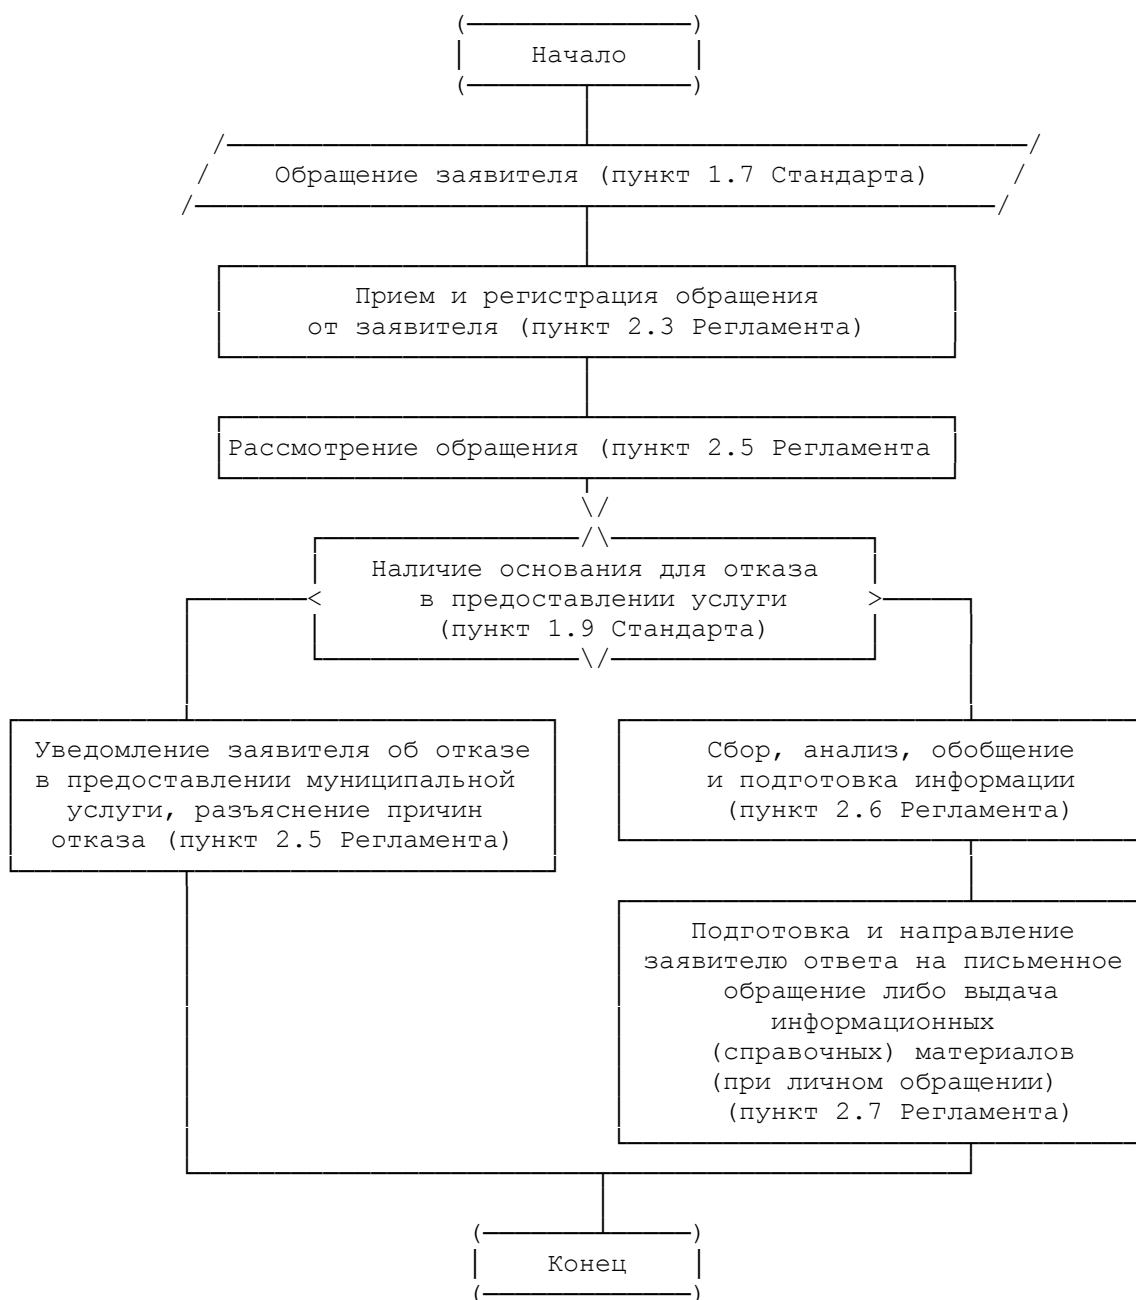 Начало
Обращение заявителя (пункт 1.7 Стандарта)
Прием и регистрация обращения
от заявителя (пункт 2.3 Регламента)
Рассмотрение обращения (пункт 2.5 Регламента
Наличие основания для отказа
в предоставлении услуги
(пункт 1.9 Стандарта)
Уведомление заявителя об отказе
в предоставлении муниципальной
услуги, разъяснение причин
отказа (пункт 2.5 Регламента)
Сбор, анализ, обобщение
и подготовка информации
(пункт 2.6 Регламента)
Подготовка и направление
заявителю ответа на письменное
обращение либо выдача
информационных
(справочных) материалов
(при личном обращении)
(пункт 2.7 Регламента)
Конец